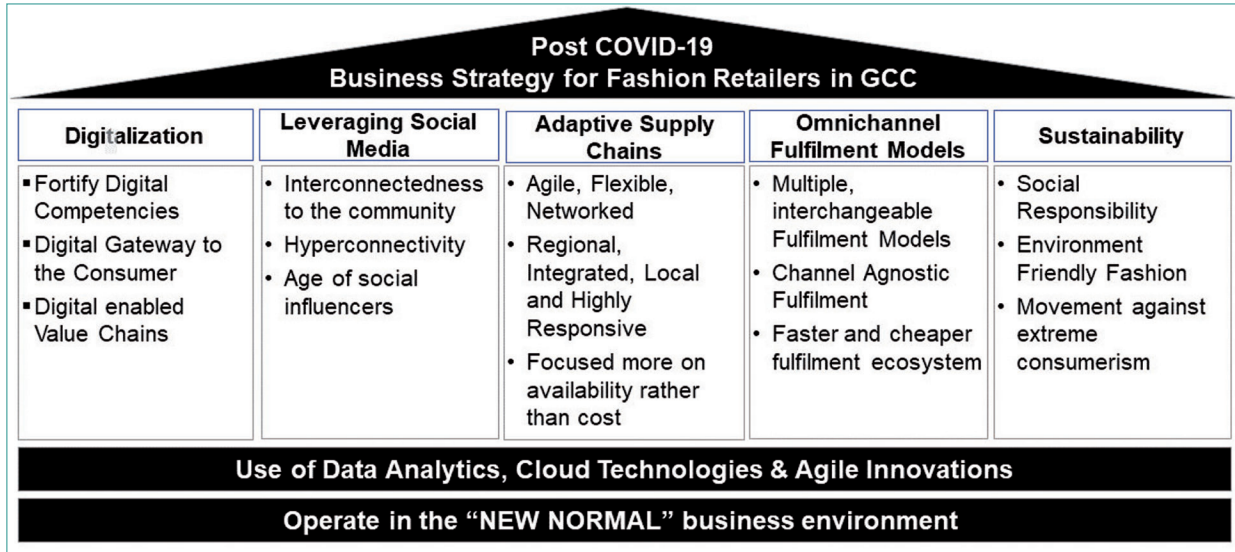 Post COVID-19
Business Strategy for Fashion Retailers in GCC
Digitalization
▪ Fortify Digital
Competencies
▪ Digital Gateway to
the Consumer
▪ Digital enabled
Value Chains
Leveraging Social
Media
• Interconnectedness
to the community
• Hyperconnectivity
• Age of social
influencers
Adaptive Supply
Chains
• Agile, Flexible,
Networked
• Regional,
Integrated, Local
and Highly
Responsive
• Focused more on
availability rather
than cost
Omnichannel
Fulfilment Models
• Multiple,
interchangeable
Fulfilment Models
• Channel Agnostic
Fulfilment
• Faster and cheaper
fulfilment ecosystem
Sustainability
• Social
Responsibility
• Environment
Friendly Fashion
• Movement against
extreme
consumerism
Use of Data Analytics, Cloud Technologies & Agile Innovations
Operate in the “NEW NORMAL” business environment